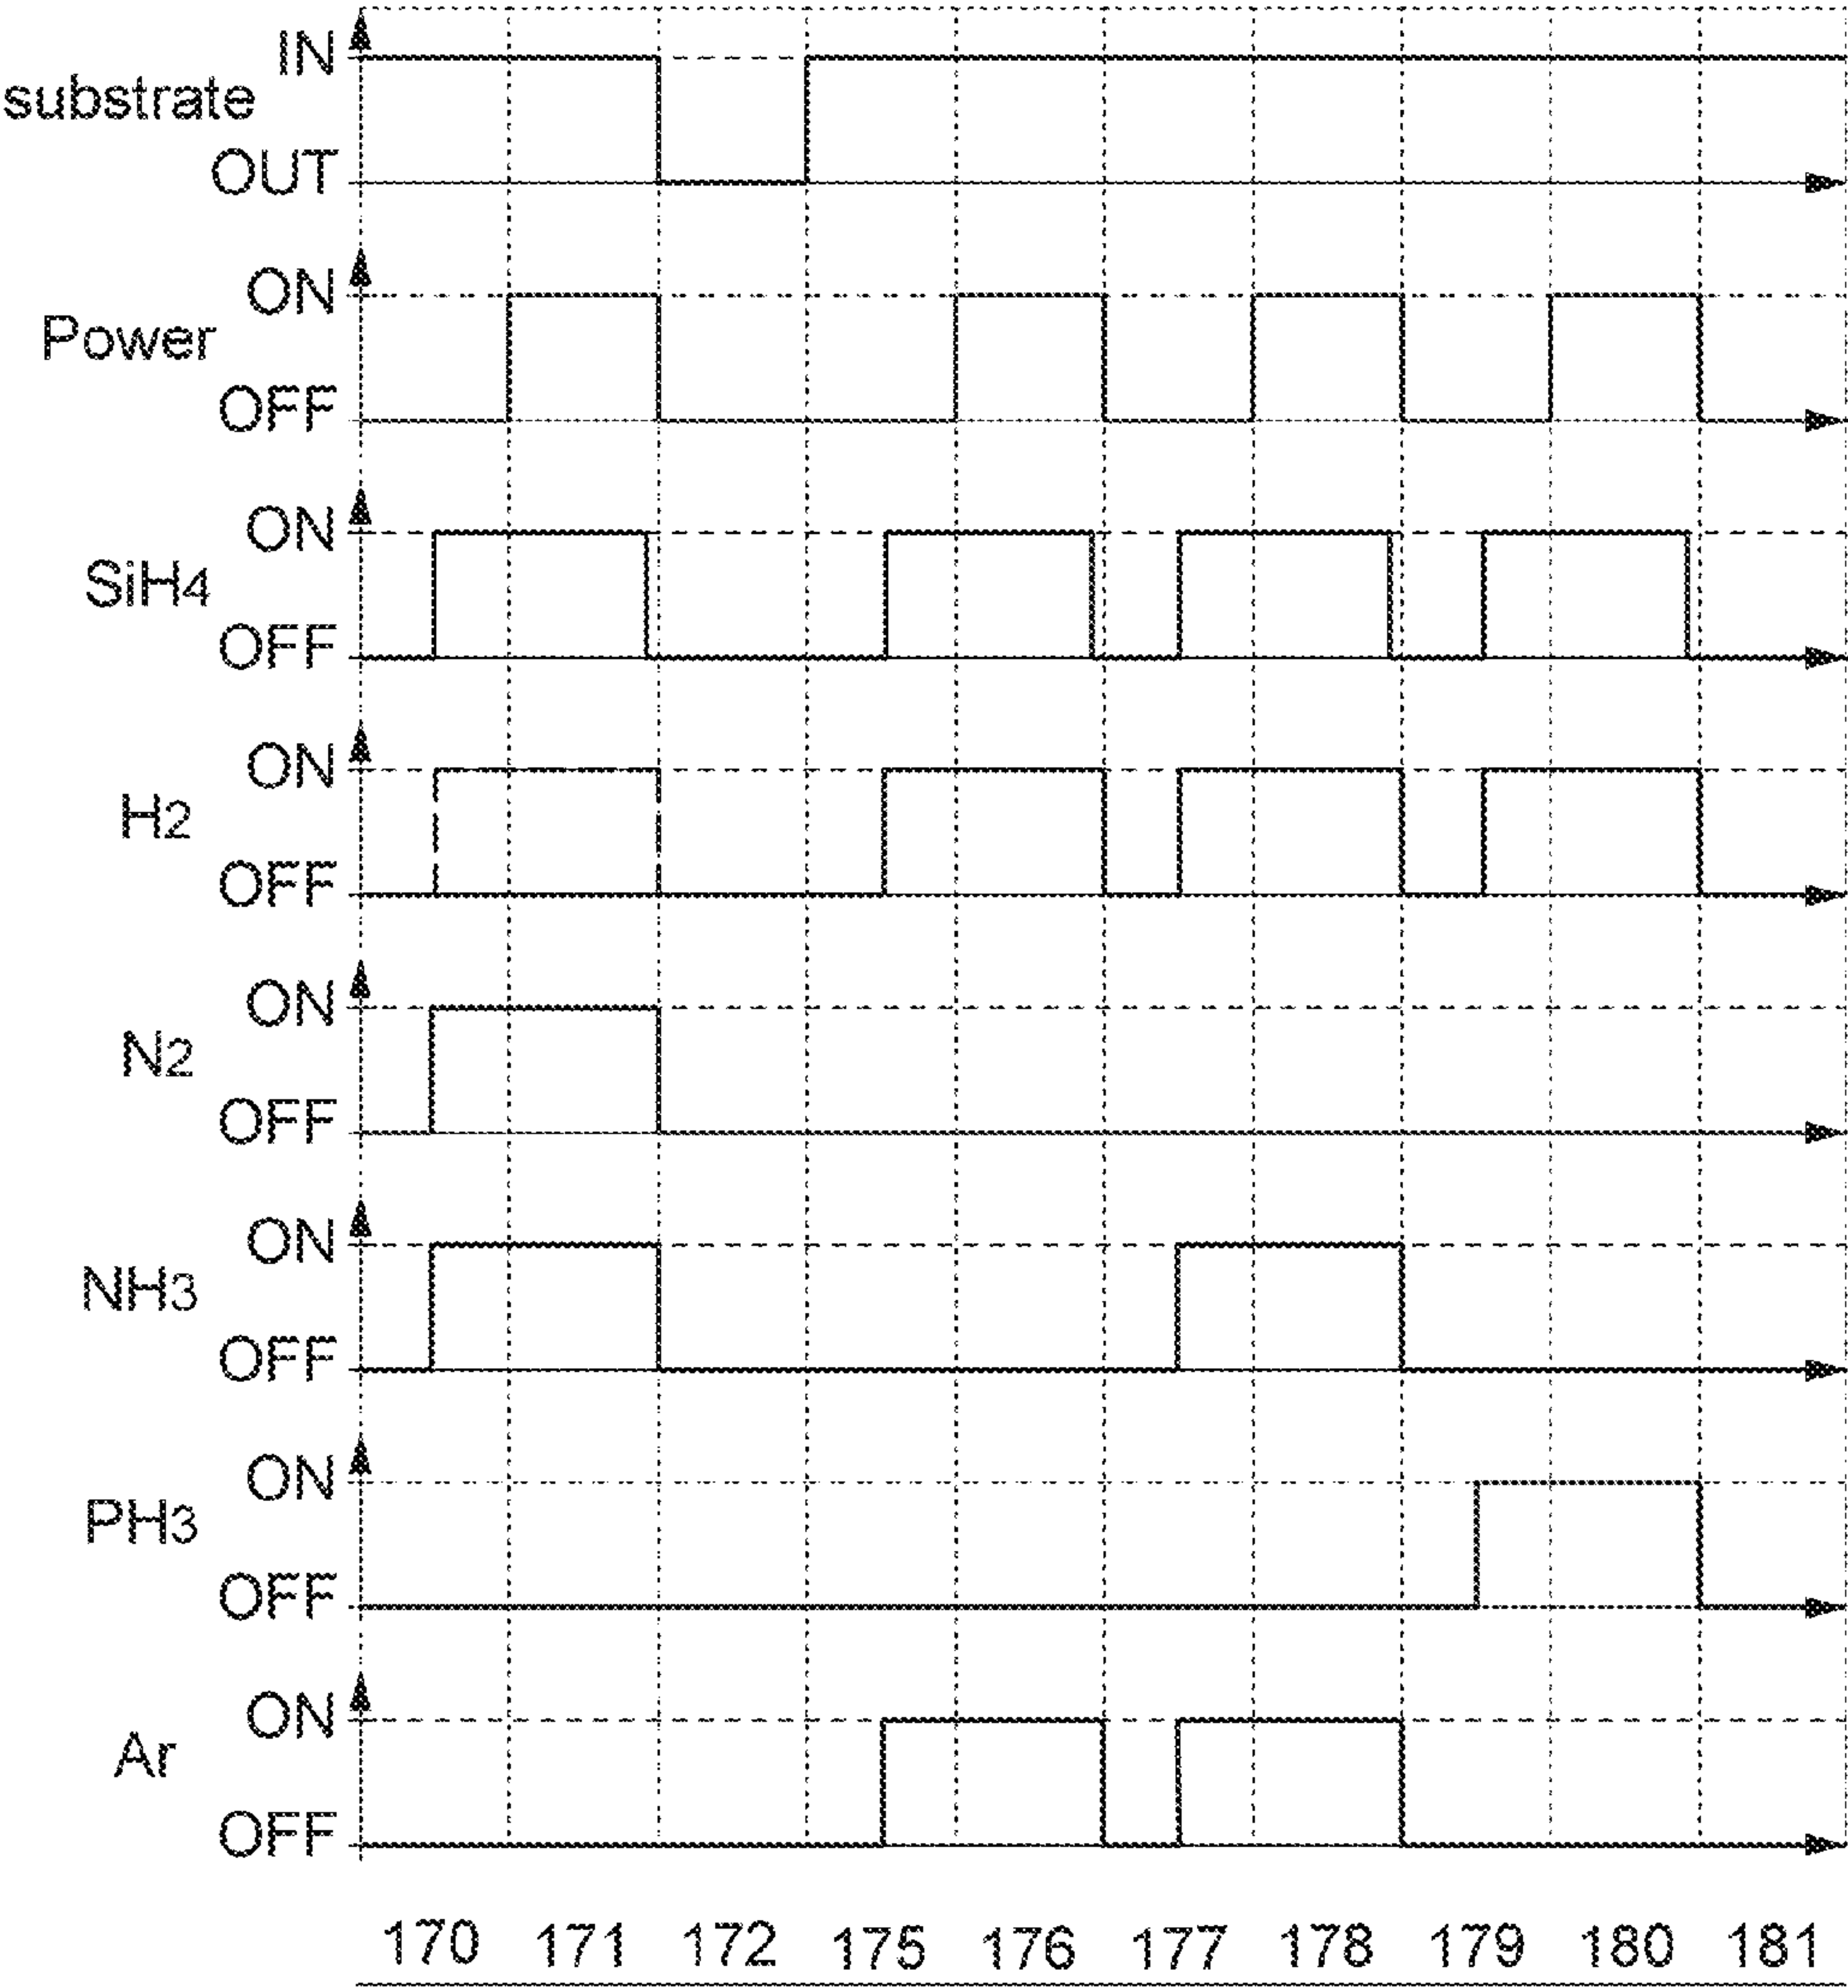 IN
substrate
OUT
ON
Power
OFF
ON
SiH4
OFF
ON
H2
OFF
ON
N2
OFF
ON
NH3
OFF
ON
PH3
OFF
ON
Ar
OFF
170 171 172 175 176 177 178 179 180 181